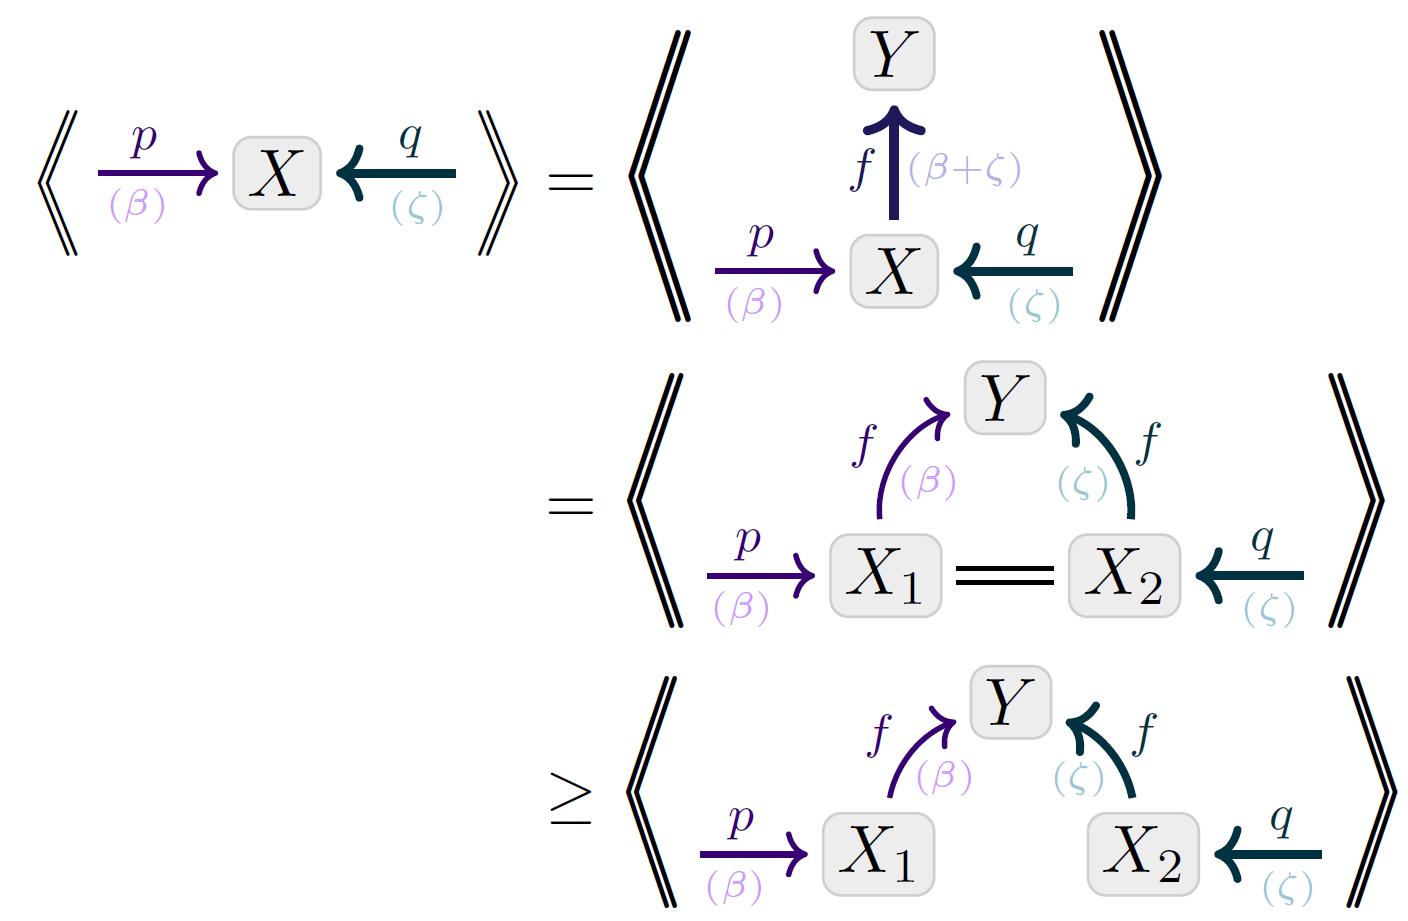 ⟪ p (β) X q (ζ) ⟫ = ⟪ Y f (β+ζ) p (β) X q (ζ) ⟫
= ⟪ Y f (β) (ζ) f p (β) X₁ = X₂ q (ζ) ⟫
≥ ⟪ Y f (β) (ζ) f p (β) X₁ X₂ q (ζ) ⟫